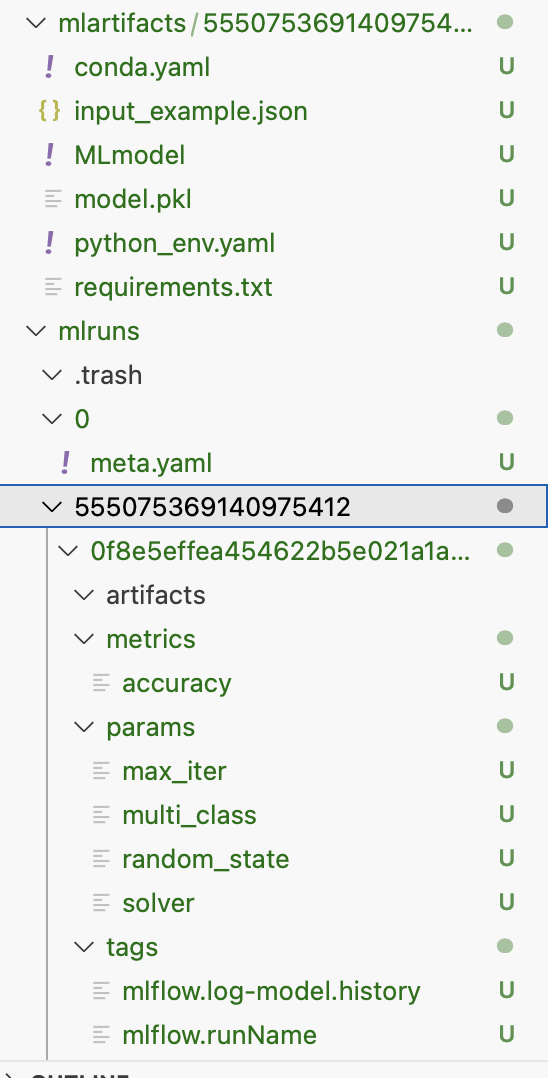 mlartifacts/5550753691409754...
! conda.yaml U
{} input_example.json U
! MLmodel U
model.pkl U
! python_env.yaml U
requirements.txt U
mlruns
.trash
0
! meta.yaml U
555075369140975412
0f8e5effea454622b5e021a1a...
artifacts
metrics
accuracy U
params
max_iter U
multi_class U
random_state U
solver U
tags
mlflow.log-model.history U
mlflow.runName U
OUTLINE